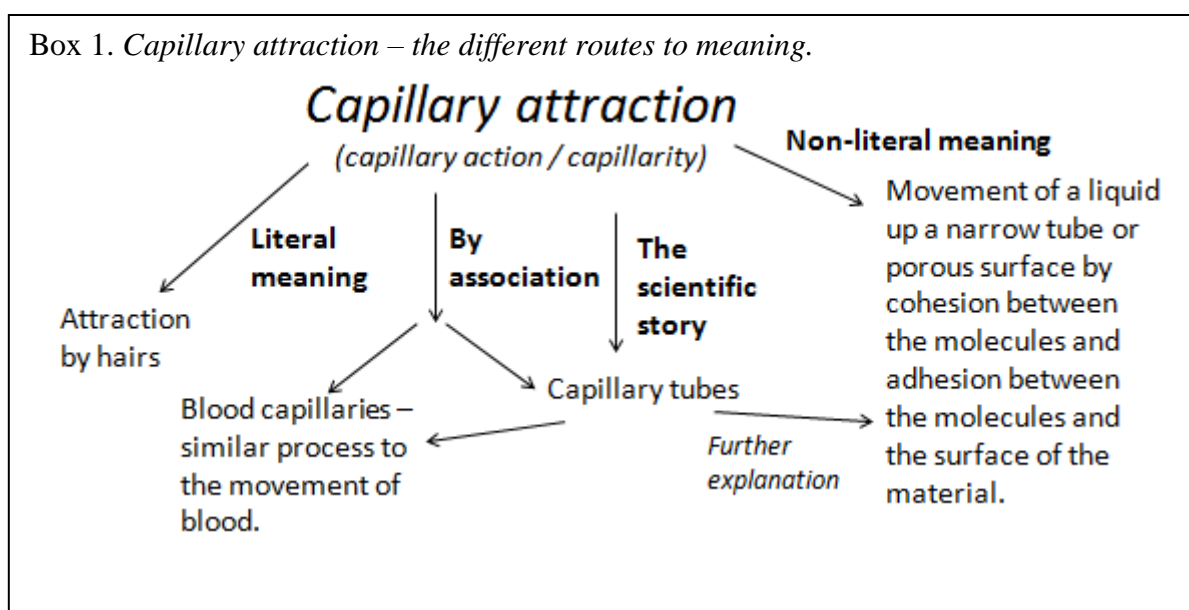 Box 1. Capillary attraction – the different routes to meaning.
Capillary attraction
(capillary action / capillarity)
Non-literal meaning
Movement of a liquid
up a narrow tube or
porous surface by
cohesion between
the molecules and
adhesion between
the molecules and
the surface of the
material.
Literal
meaning
By
association
The
scientific
story
Attraction
by hairs
Blood capillaries –
similar process to
the movement of
blood.
Capillary tubes
Further
explanation